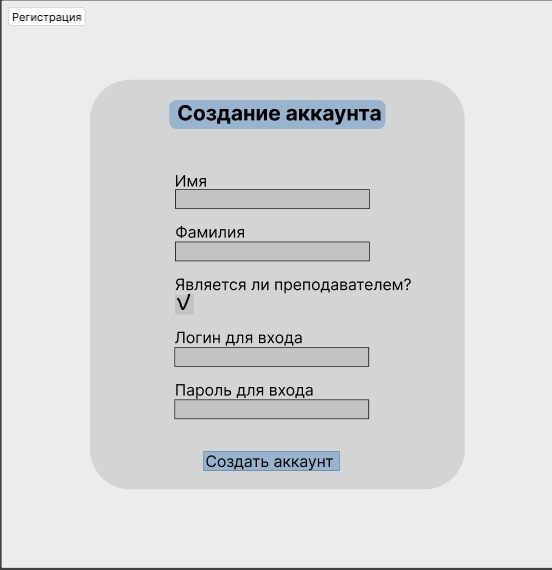 Регистрация
Создание аккаунта
Имя
Фамилия
Является ли преподавателем?
Логин для входа
Пароль для входа
Создать аккаунт